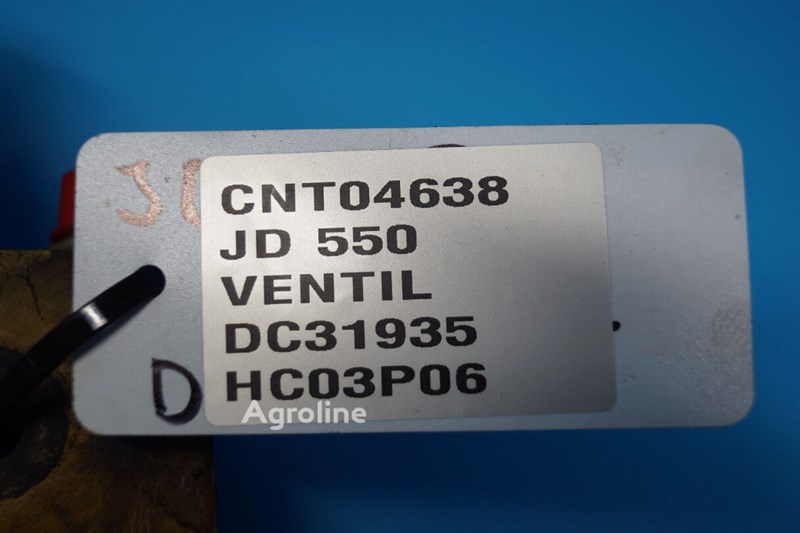 CNT04638
JD 550
VENTIL
DC31935
D HC03P06
Agroline